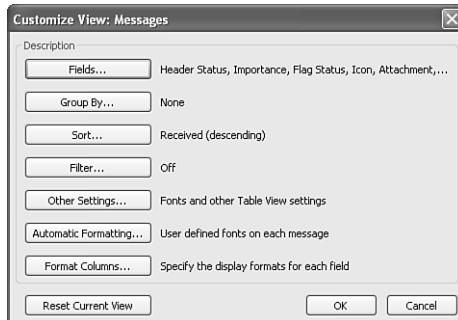 Customize View: Messages
Description
Fields... Header Status, Importance, Flag Status, Icon, Attachment,...
Group By... None
Sort... Received (descending)
Filter... Off
Other Settings... Fonts and other Table View settings
Automatic Formatting... User defined fonts on each message
Format Columns... Specify the display formats for each field
Reset Current View OK Cancel